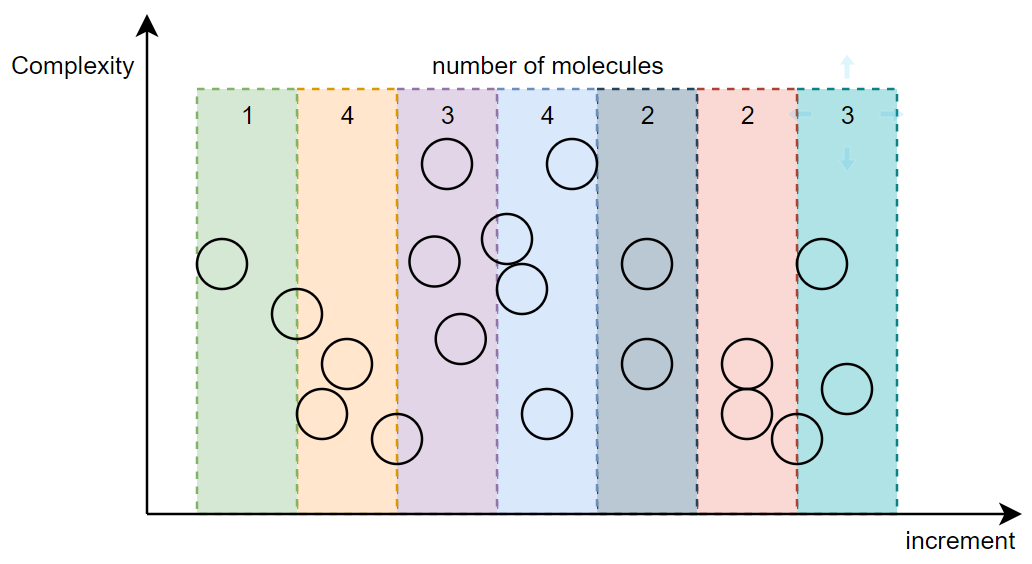 Complexity
number of molecules
1 4 3 4 2 2 3
increment